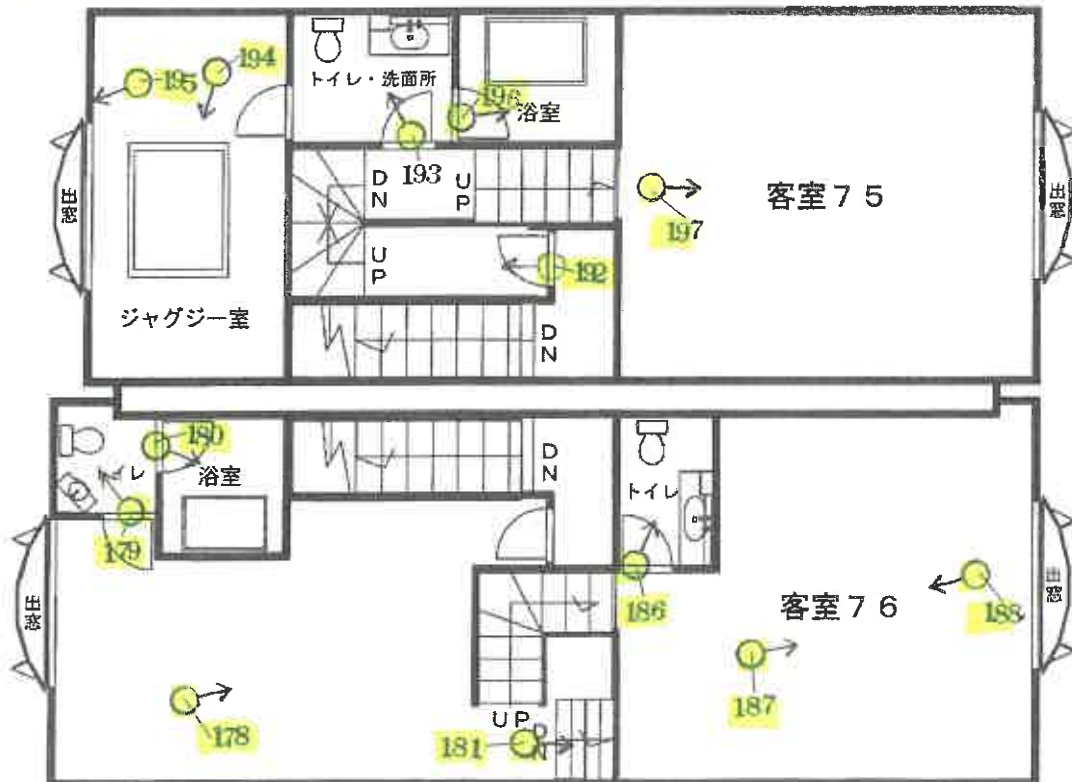 195
194
トイレ・洗面所
196
浴室
193
DN
UP
197
客室75
出窓
出窓
UP
192
ジャグジー室
DN
180
トイレ
浴室
179
DN
トイレ
186
客室76
188
出窓
出窓
187
178
UP
181
DN